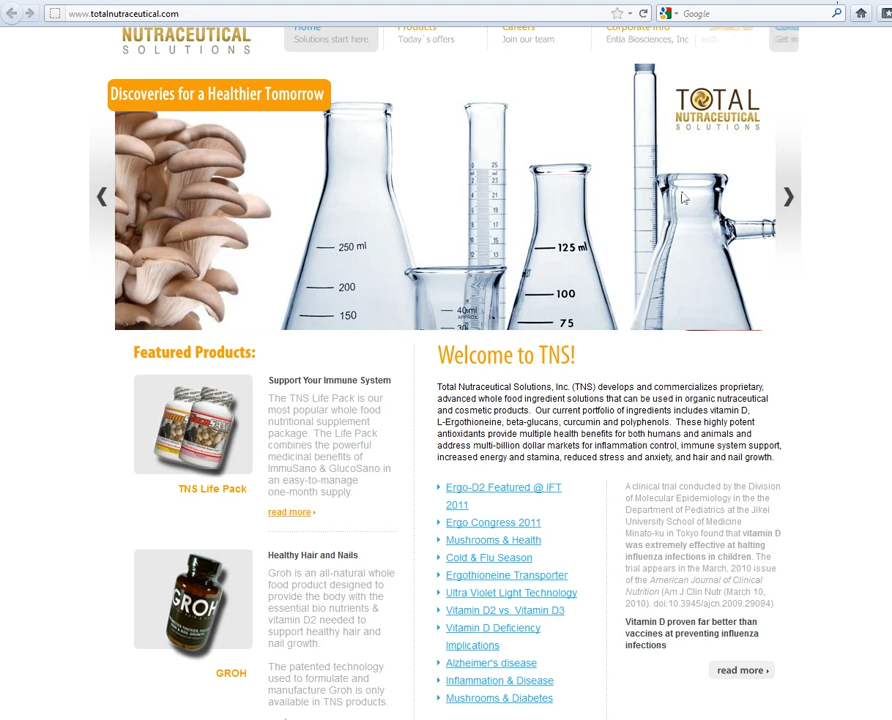 www.totalnutraceutical.com
Google
NUTRACEUTICAL
SOLUTIONS
Home
Solutions start here
Products
Today`s offers
Careers
Join our team
Corporate Info
Entia Biosciences, Inc
Get in
Discoveries for a Healthier Tomorrow
TOTAL
NUTRACEUTICAL
SOLUTIONS
250 ml
200
150
25
40 ml
APPROX
30
125 ml
100
75
Featured Products:
Support Your Immune System
The TNS Life Pack is our
most popular whole food
nutritional supplement
package. The Life Pack
combines the powerful
medicinal benefits of
ImmuSano & GlucoSano in
an easy-to-manage
one-month supply.
read more
TNS Life Pack
Healthy Hair and Nails
Groh is an all-natural whole
food product designed to
provide the body with the
essential bio nutrients &
vitamin D2 needed to
support healthy hair and
nail growth.
The patented technology
used to formulate and
manufacture Groh is only
available in TNS products.
GROH
GROH
Welcome to TNS!
Total Nutraceutical Solutions, Inc. (TNS) develops and commercializes proprietary,
advanced whole food ingredient solutions that can be used in organic nutraceutical
and cosmetic products. Our current portfolio of ingredients includes vitamin D,
L-Ergothioneine, beta-glucans, curcumin and polyphenols. These highly potent
antioxidants provide multiple health benefits for both humans and animals and
address multi-billion dollar markets for inflammation control, immune system support,
increased energy and stamina, reduced stress and anxiety, and hair and nail growth.
Ergo-D2 Featured @ IFT
2011
Ergo Congress 2011
Mushrooms & Health
Cold & Flu Season
Ergothioneine Transporter
Ultra Violet Light Technology
Vitamin D2 vs. Vitamin D3
Vitamin D Deficiency
Implications
Alzheimer's disease
Inflammation & Disease
Mushrooms & Diabetes
A clinical trial conducted by the Division
of Molecular Epidemiology in the the
Department of Pediatrics at the Jikei
University School of Medicine
Minato-ku in Tokyo found that vitamin D
was extremely effective at halting
influenza infections in children. The
trial appears in the March, 2010 issue
of the American Journal of Clinical
Nutrition (Am J Clin Nutr (March 10,
2010). doi:10.3945/ajcn.2009.29094)
Vitamin D proven far better than
vaccines at preventing influenza
infections
read more